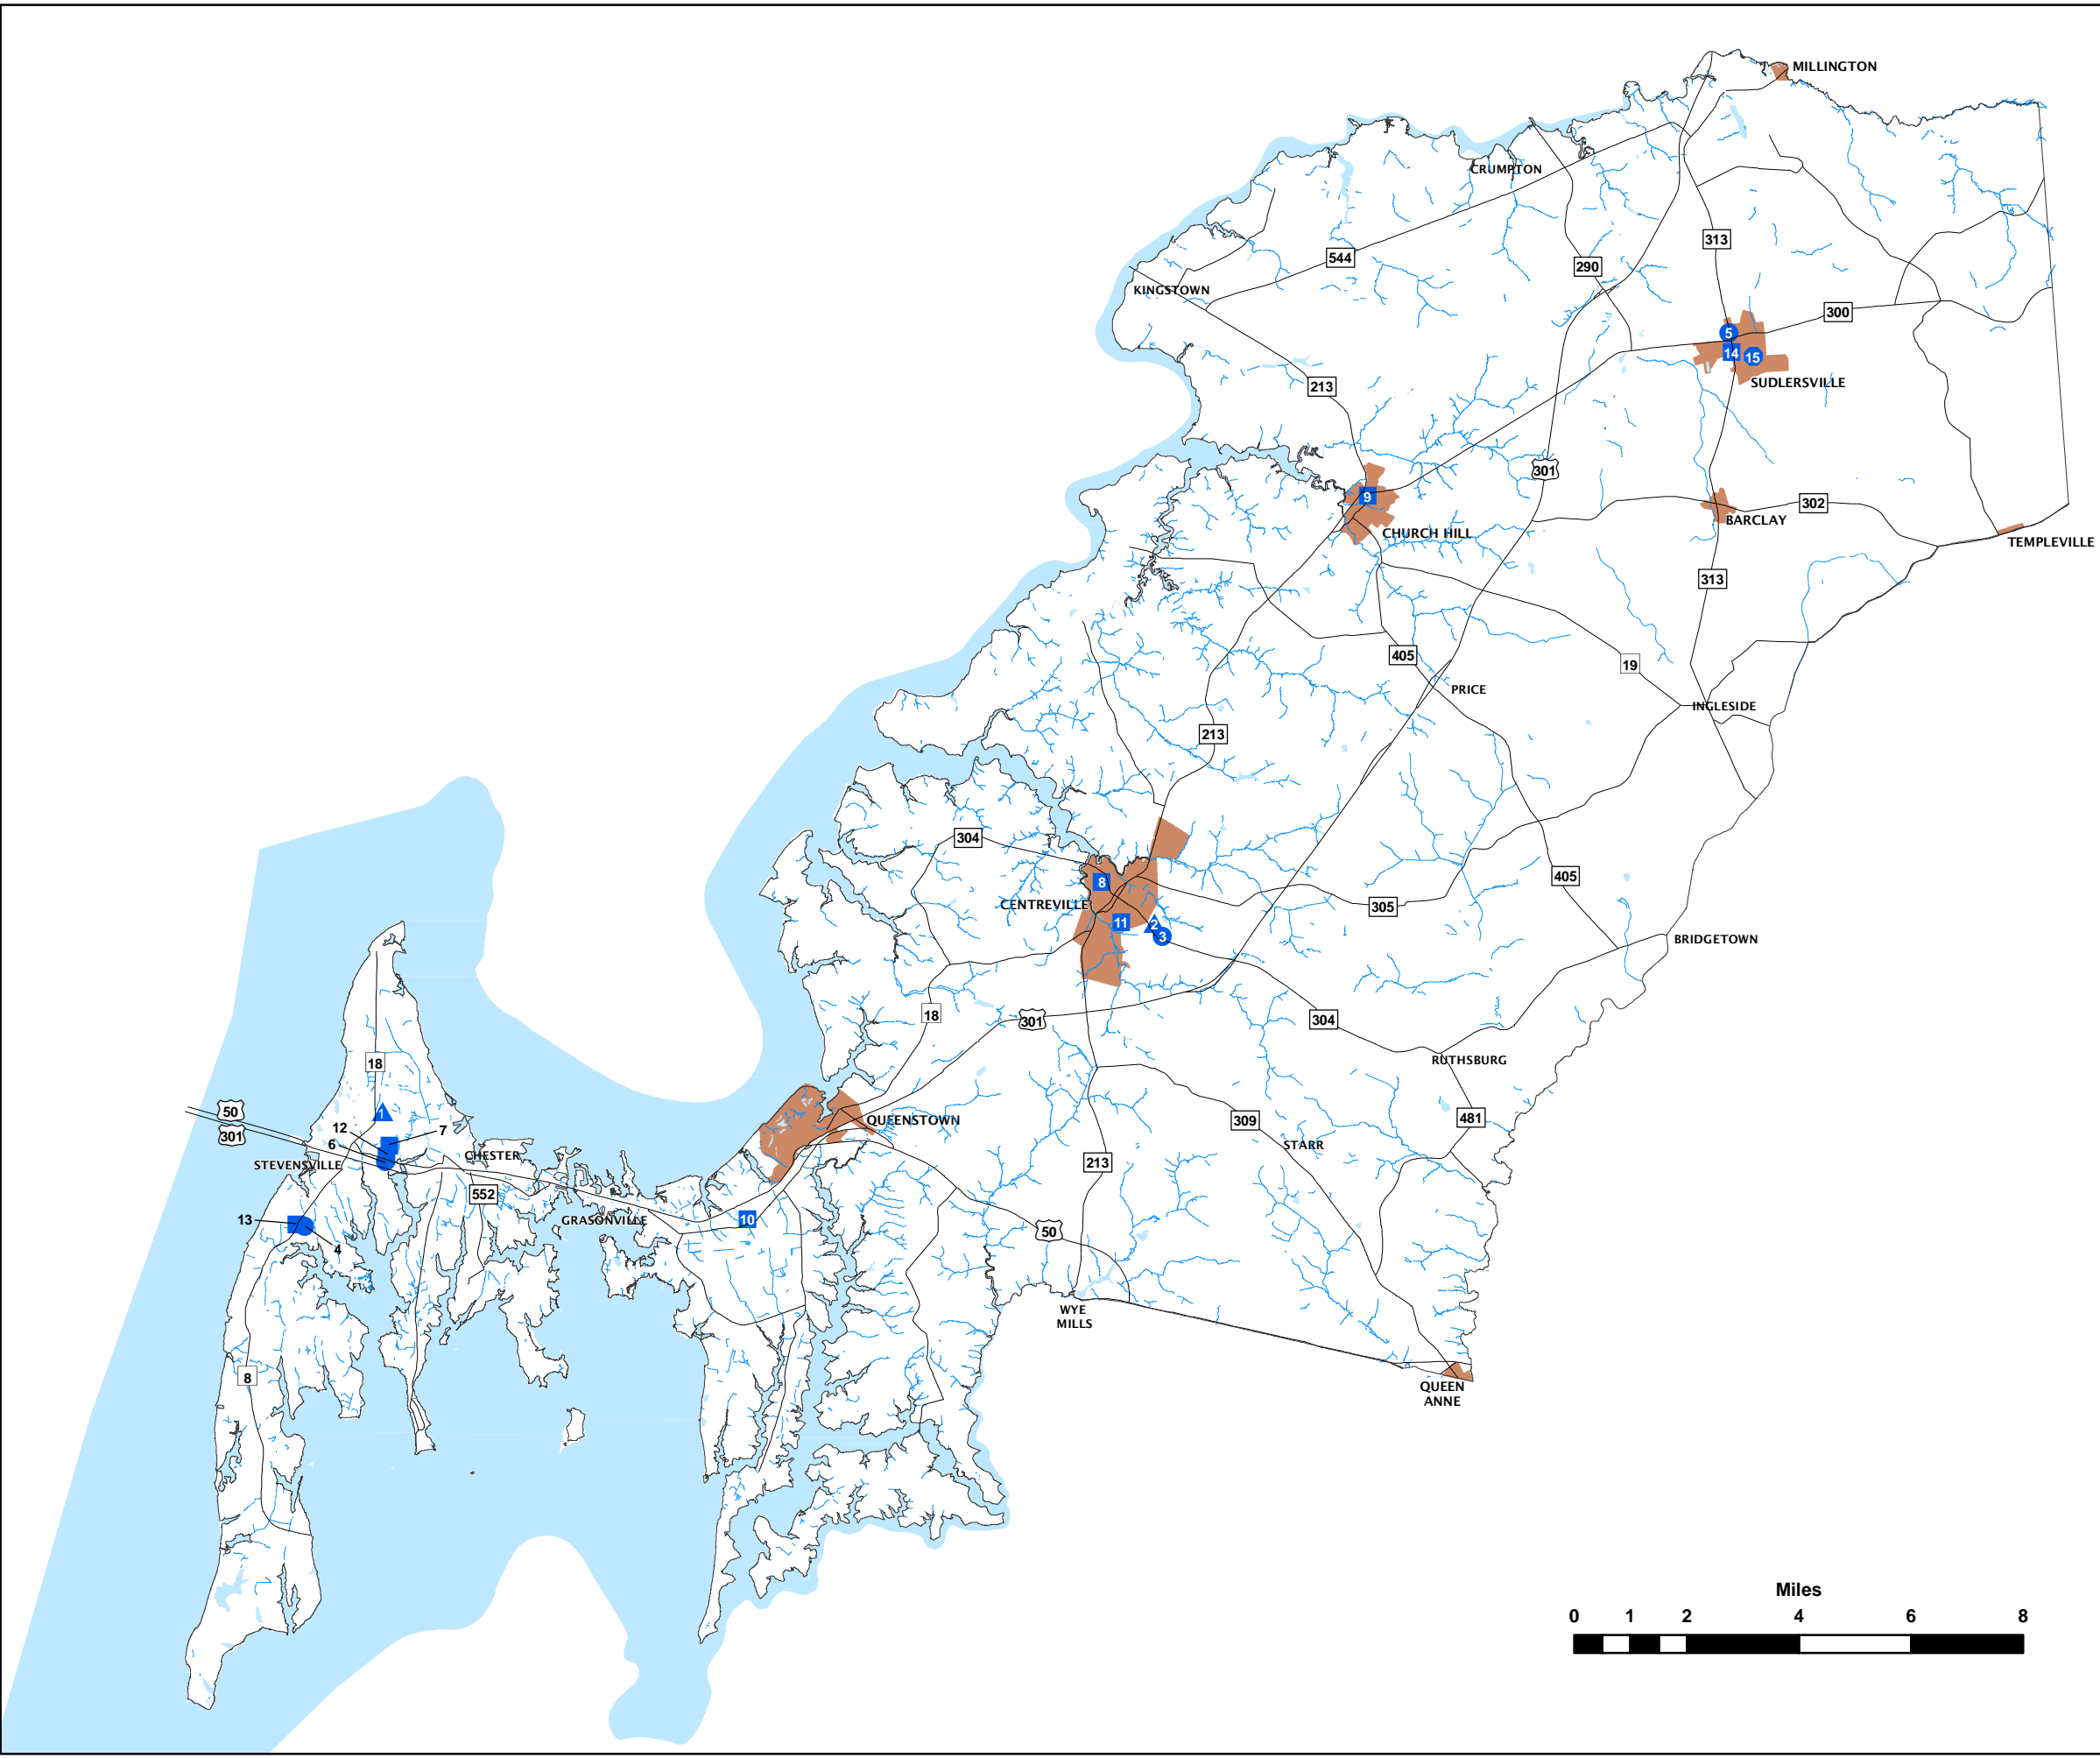 MILLINGTON
CRUMPTON
313
544
290
KINGSTOWN
300
5
14
15
213
SUDLERSVILLE
301
9
302
BARCLAY
CHURCH HILL
TEMPLEVILLE
313
405
19
PRICE
INGLESIDE
213
304
8
405
CENTREVILLE
305
11
2
3
BRIDGETOWN
18
301
304
18
RUTHSBURG
50
1
301
12
7
6
QUEENSTOWN
309
481
STARR
CHESTER
STEVENSVILLE
213
552
13
GRASONVILLE
10
50
4
WYE
MILLS
8
QUEEN
ANNE
Miles
0 1 2 4 6 8